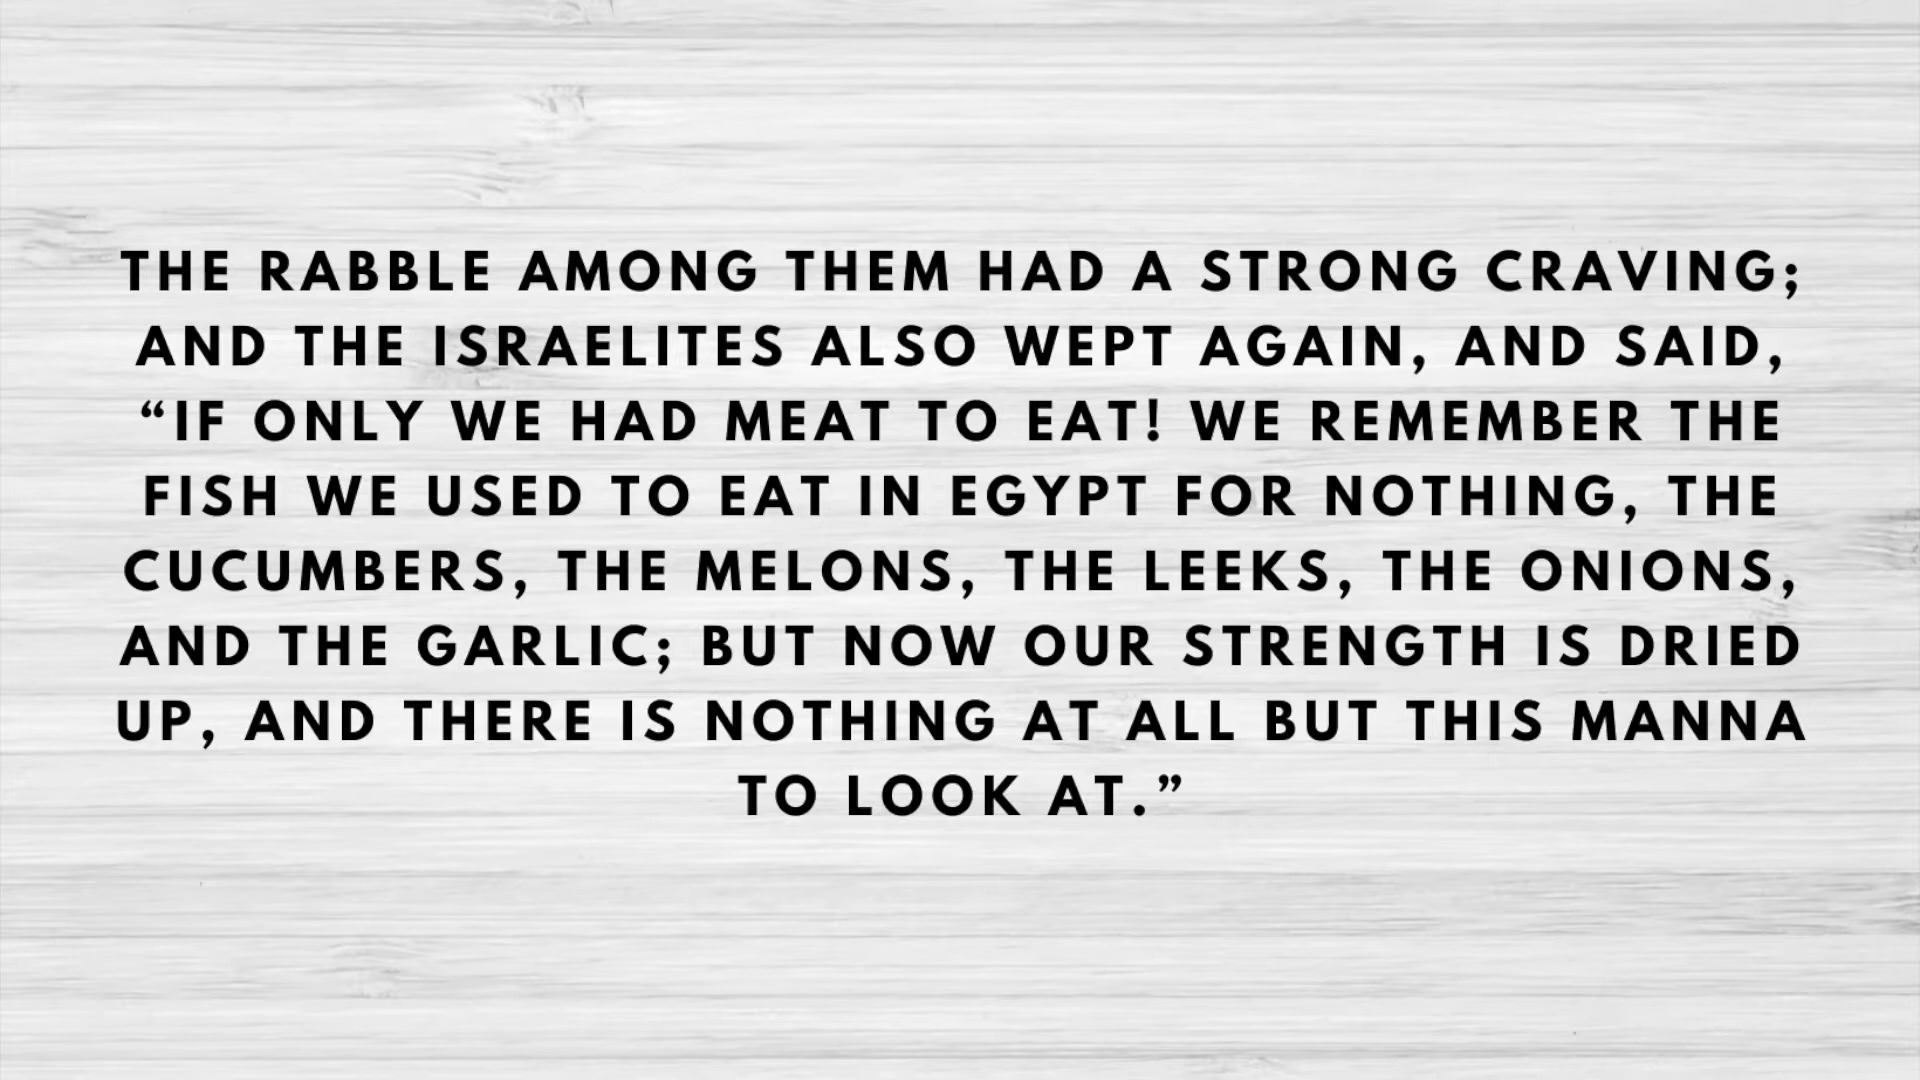 THE RABBLE AMONG THEM HAD A STRONG CRAVING;
AND THE ISRAELITES ALSO WEPT AGAIN, AND SAID,
“IF ONLY WE HAD MEAT TO EAT! WE REMEMBER THE
FISH WE USED TO EAT IN EGYPT FOR NOTHING, THE
CUCUMBERS, THE MELONS, THE LEEKS, THE ONIONS,
AND THE GARLIC; BUT NOW OUR STRENGTH IS DRIED
UP, AND THERE IS NOTHING AT ALL BUT THIS MANNA
TO LOOK AT.”